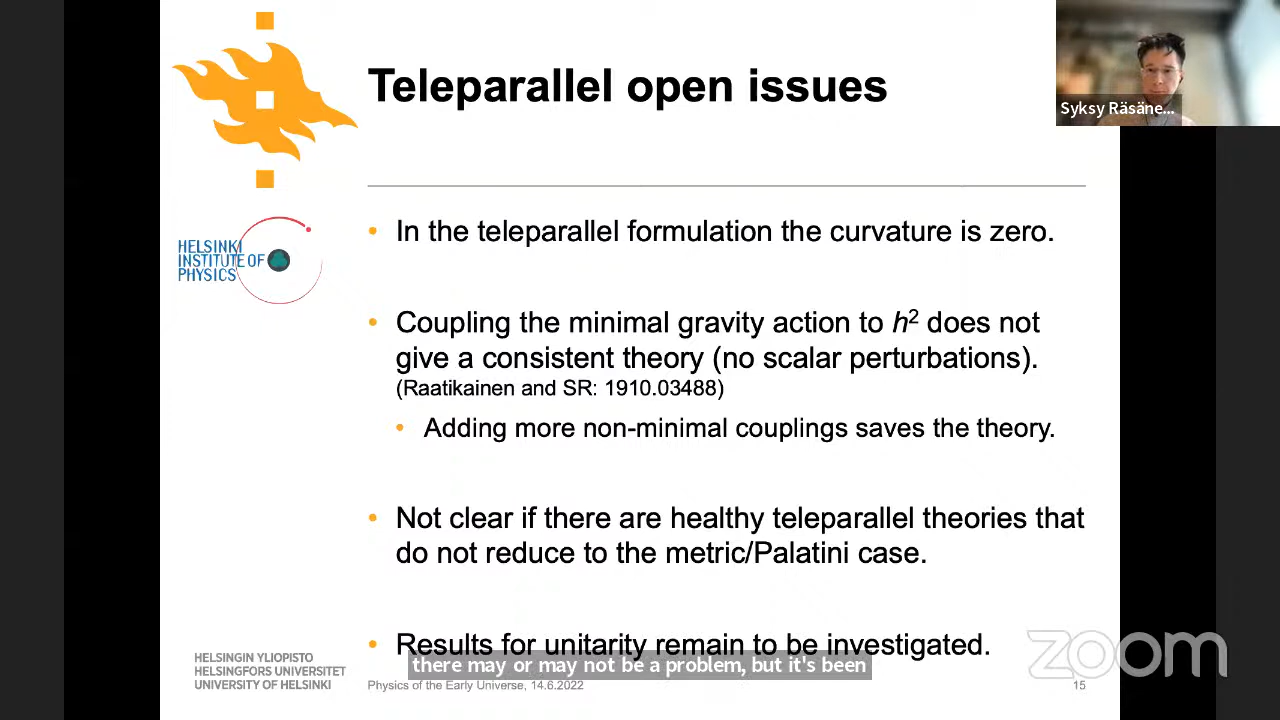 Teleparallel open issues
Syksy Räsäne...
HELSINKI
INSTITUTE OF
PHYSICS
• In the teleparallel formulation the curvature is zero.
• Coupling the minimal gravity action to h² does not
give a consistent theory (no scalar perturbations).
(Raatikainen and SR: 1910.03488)
• Adding more non-minimal couplings saves the theory.
• Not clear if there are healthy teleparallel theories that
do not reduce to the metric/Palatini case.
• Results for unitarity remain to be investigated.
there may or may not be a problem, but it's been
HELSINGIN YLIOPISTO
HELSINGFORS UNIVERSITET
UNIVERSITY OF HELSINKI
Physics of the Early Universe, 14.6.2022
15
zoom